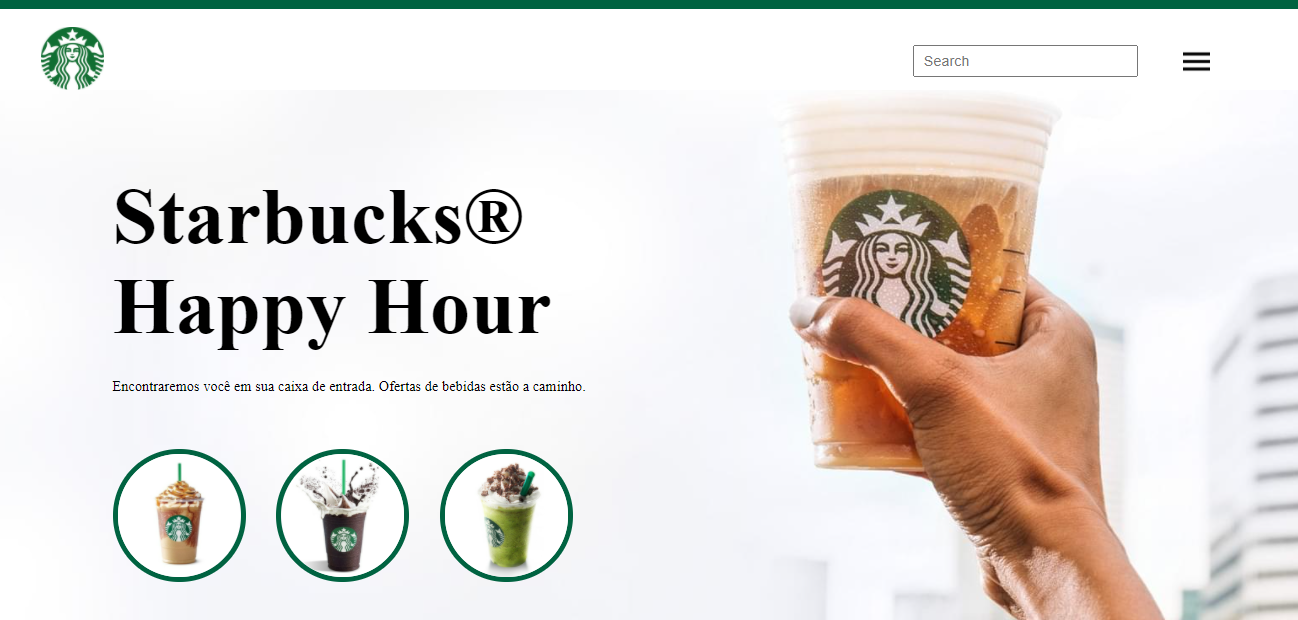 Search
Starbucks®
Happy Hour
Encontraremos você em sua caixa de entrada. Ofertas de bebidas estão a caminho.